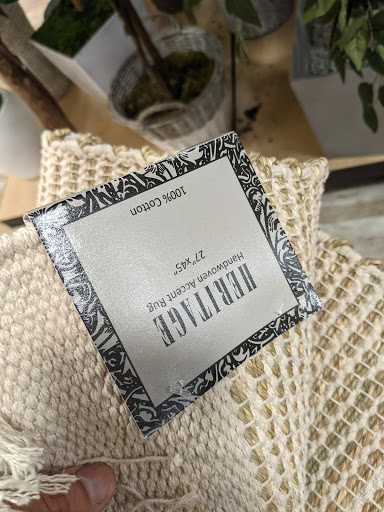 HERITAGE
Handwoven Accent Rug
27"x45"
100% Cotton